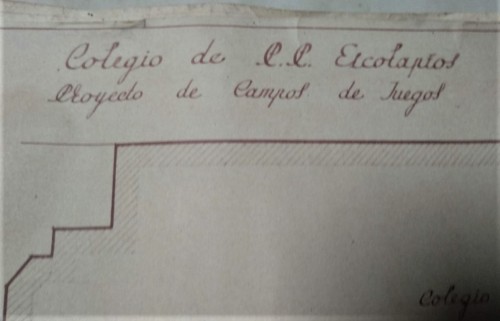 Colegio de P.P. Escolapios
Proyecto de Campos de Juegos
Colegio